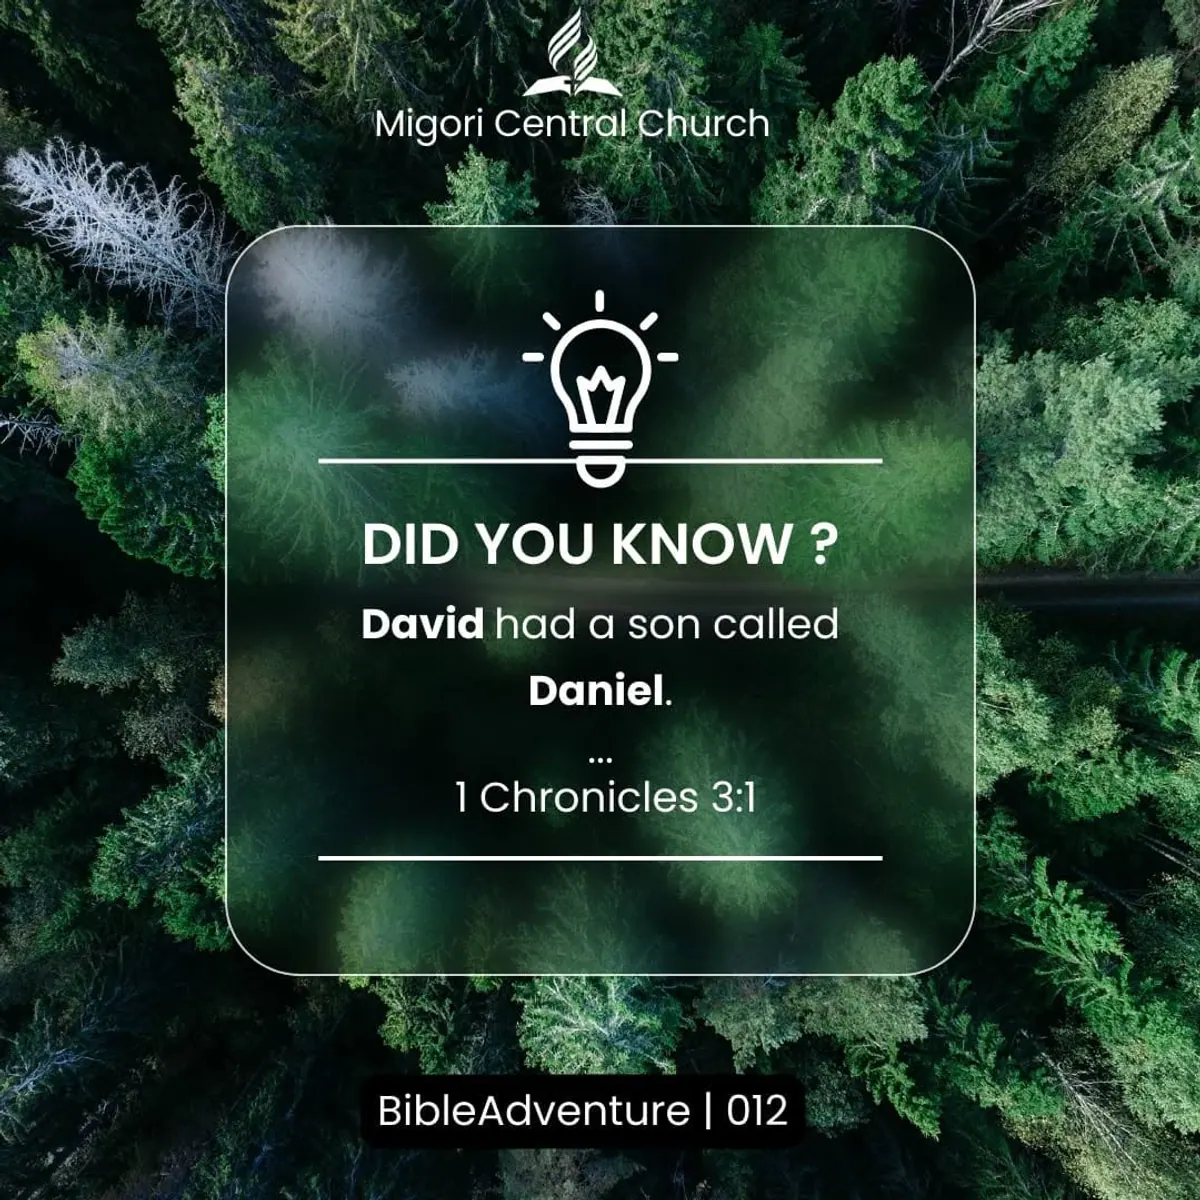 Migori Central Church
DID YOU KNOW ?
David had a son called
Daniel.
...
1 Chronicles 3:1
BibleAdventure | 012